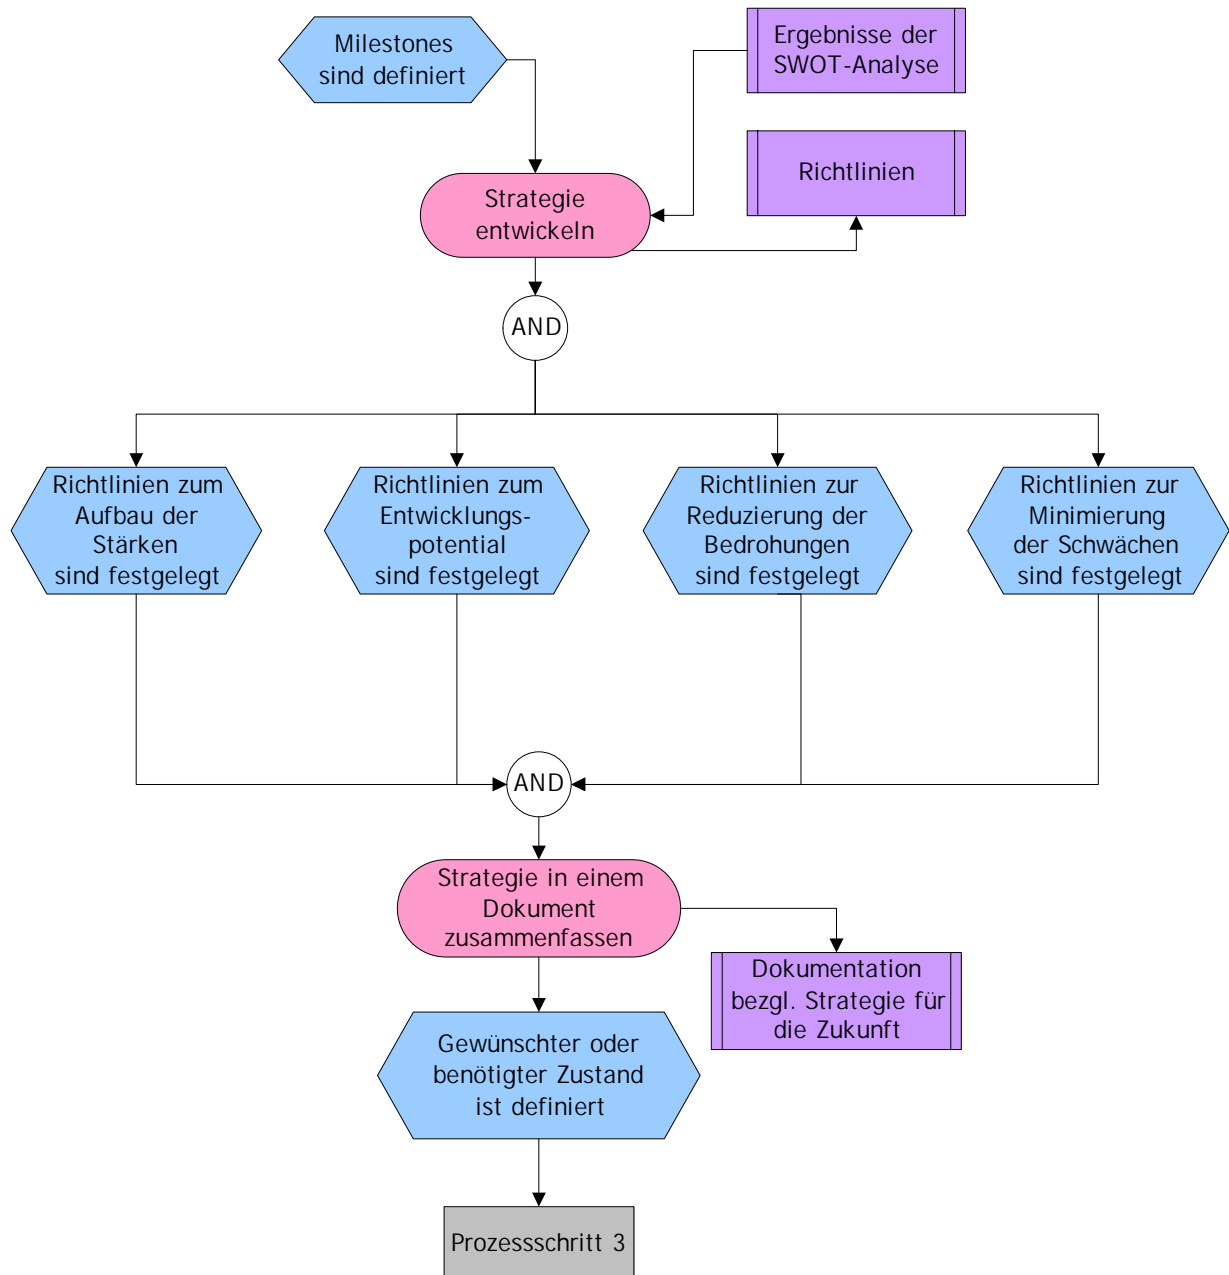 Milestones
sind definiert
Ergebnisse der
SWOT-Analyse
Richtlinien
Strategie
entwickeln
AND
Richtlinien zum
Aufbau der
Stärken
sind festgelegt
Richtlinien zum
Entwicklungs-
potential
sind festgelegt
Richtlinien zur
Reduzierung der
Bedrohungen
sind festgelegt
Richtlinien zur
Minimierung
der Schwächen
sind festgelegt
AND
Strategie in einem
Dokument
zusammenfassen
Dokumentation
bezgl. Strategie für
die Zukunft
Gewünschter oder
benötigter Zustand
ist definiert
Prozessschritt 3